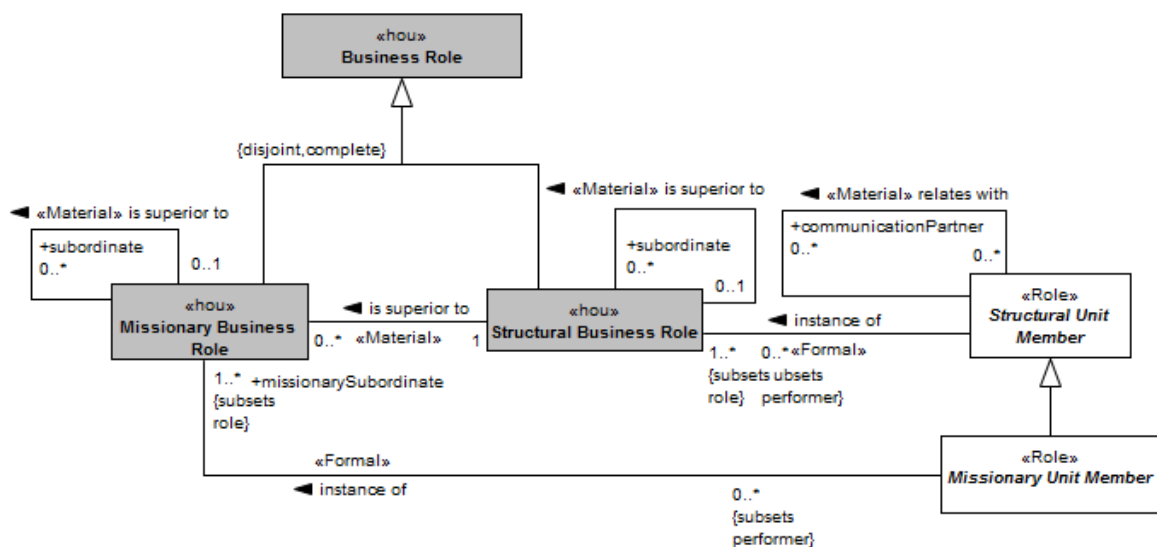 «hou»
Business Role
{disjoint,complete}
◄ «Material» is superior to
+subordinate
0..*
0..1
◄ «Material» is superior to
+subordinate
0..*
0..1
◄ «Material» relates with
+communicationPartner
0..*
0..*
«hou»
Missionary Business
Role
◄ is superior to
0..*
«Material»
1
«hou»
Structural Business Role
◄ instance of
1..*
0..*
«Formal»
{subsets
role}
ubsets
performer}
«Role»
Structural Unit
Member
1..*
+missionarySubordinate
{subsets
role}
«Formal»
◄ instance of
0..*
{subsets
performer}
«Role»
Missionary Unit Member